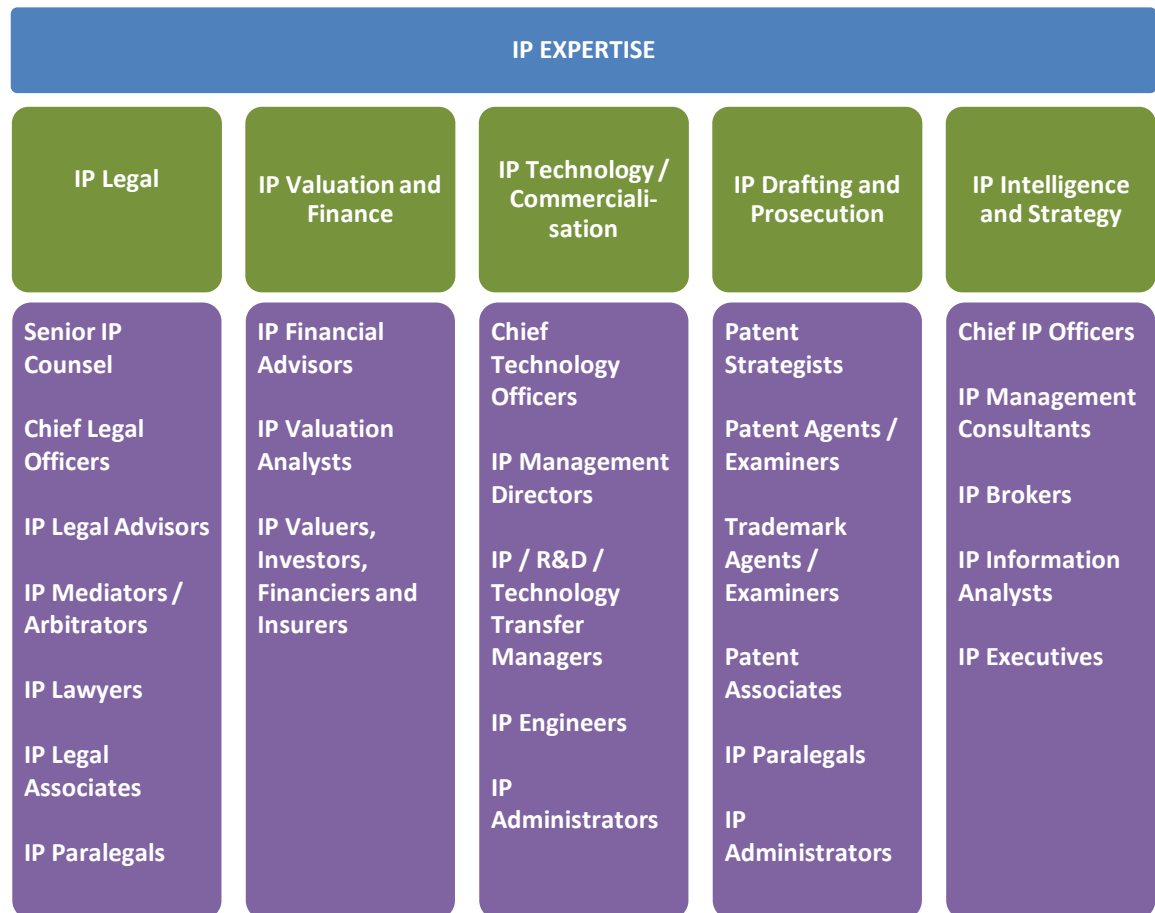 IP EXPERTISE
IP Legal
IP Valuation and
Finance
IP Technology /
Commerciali-
sation
IP Drafting and
Prosecution
IP Intelligence
and Strategy
Senior IP
Counsel
Chief Legal
Officers
IP Legal Advisors
IP Mediators /
Arbitrators
IP Lawyers
IP Legal
Associates
IP Paralegals
IP Financial
Advisors
IP Valuation
Analysts
IP Valuers,
Investors,
Financiers and
Insurers
Chief
Technology
Officers
IP Management
Directors
IP / R&D /
Technology
Transfer
Managers
IP Engineers
IP
Administrators
Patent
Strategists
Patent Agents /
Examiners
Trademark
Agents /
Examiners
Patent
Associates
IP Paralegals
IP
Administrators
Chief IP Officers
IP Management
Consultants
IP Brokers
IP Information
Analysts
IP Executives